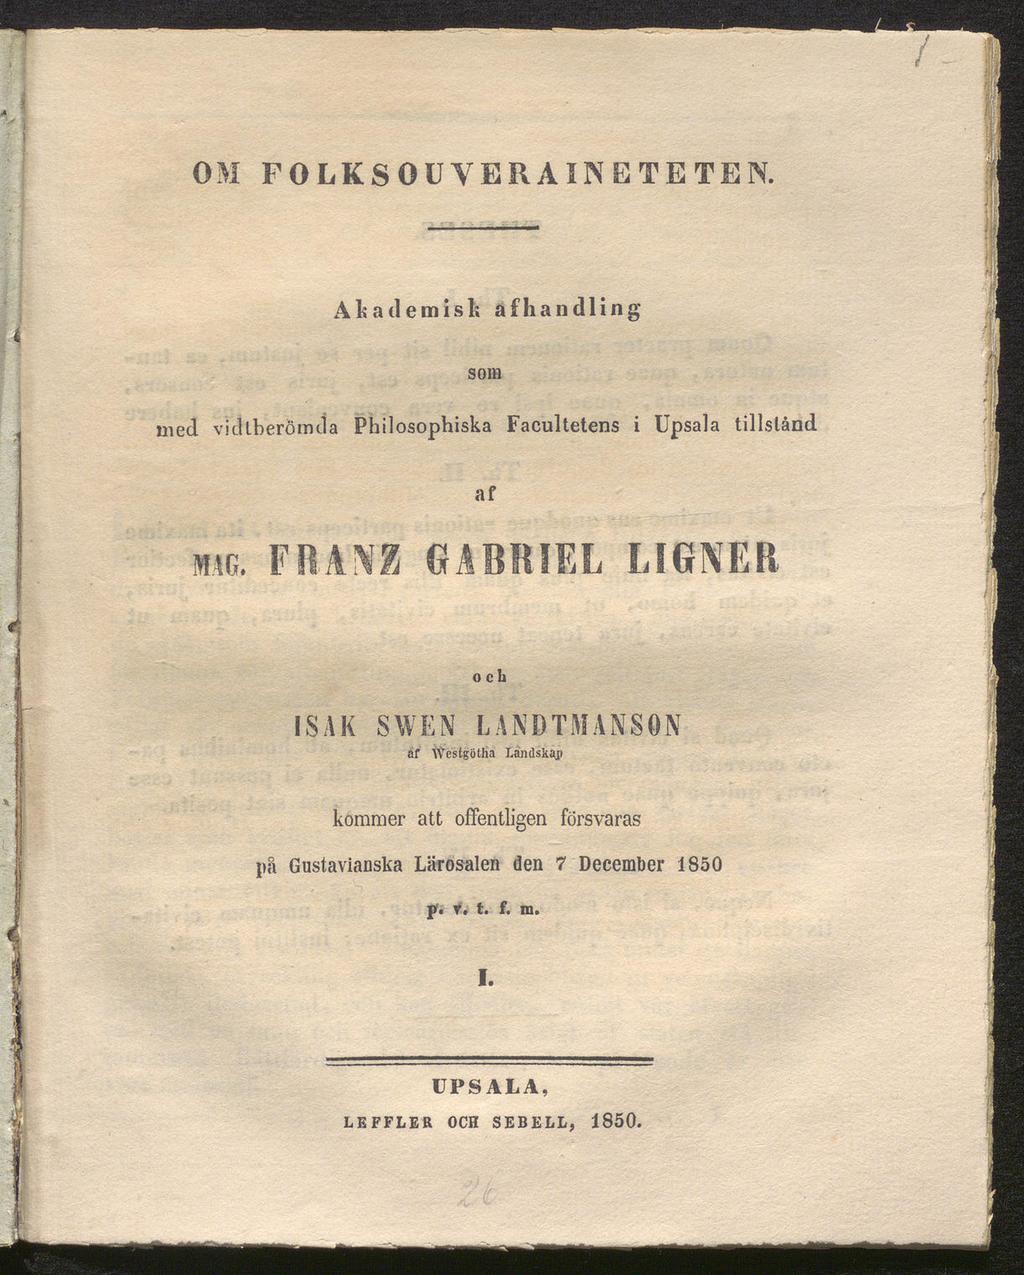 OM FOLKSOUVERAINETETEN.
Akademisk afhandling
som
med vidtberömda Philosophiska Facultetens i Upsala tillstånd
af
MAG. FRANZ GABRIEL LIGNER
och
ISAK SWEN LANDTMANSON
af Westgötha Landskap
kommer att offentligen försvaras
på Gustavianska Lärosalen den 7 December 1850
p. v. t. f. m.
I.
UPSALA,
LEFFLER OCH SEBELL, 1850.
26